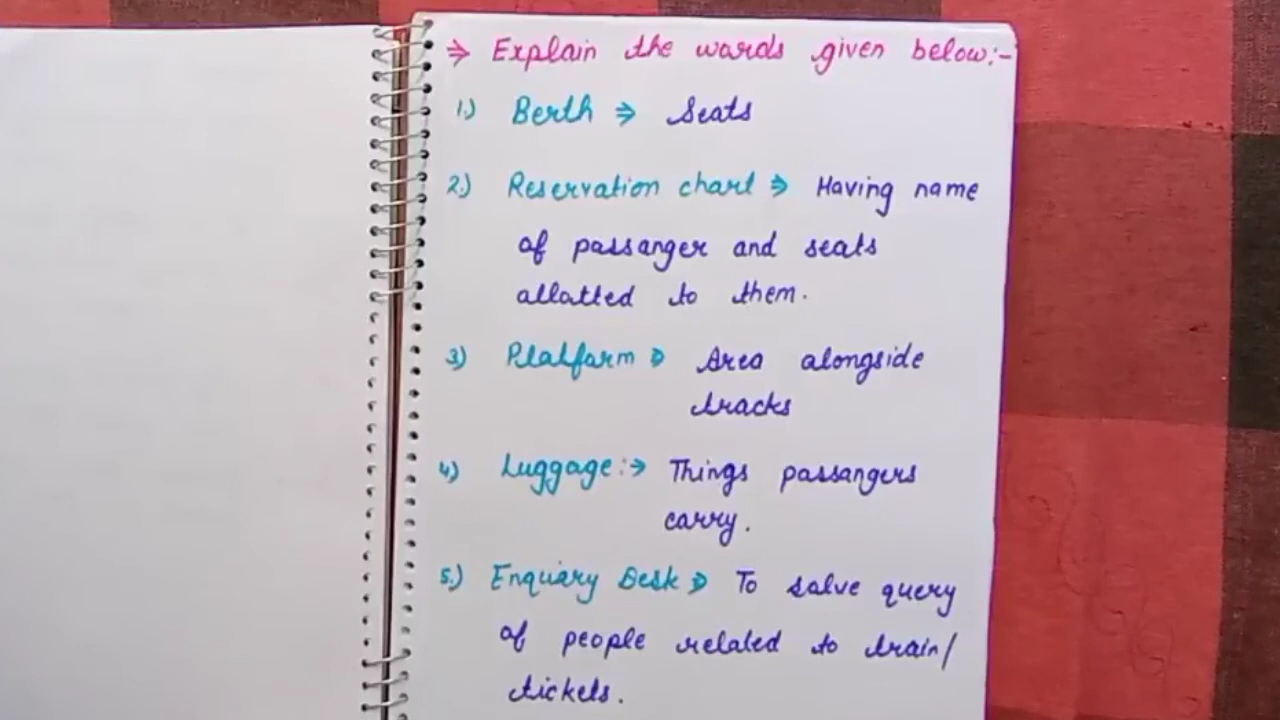 ⇒ Explain the words given below:-
1.) Berth ⇒ Seats
2.) Reservation chart ⇒ Having name
of passanger and seats
allotted to them.
3) Platform ⇒ Area alongside
tracks
4) Luggage:→ Things passangers
carry.
5.) Enquiry Desk ⇒ To solve query
of people related to train/
tickets.